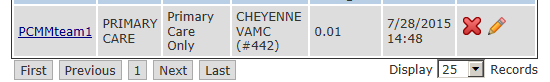 PCMMteam1 PRIMARY CARE Primary Care Only CHEYENNE VAMC (#442) 0.01 7/28/2015 14:48
First Previous 1 Next Last Display 25 Records